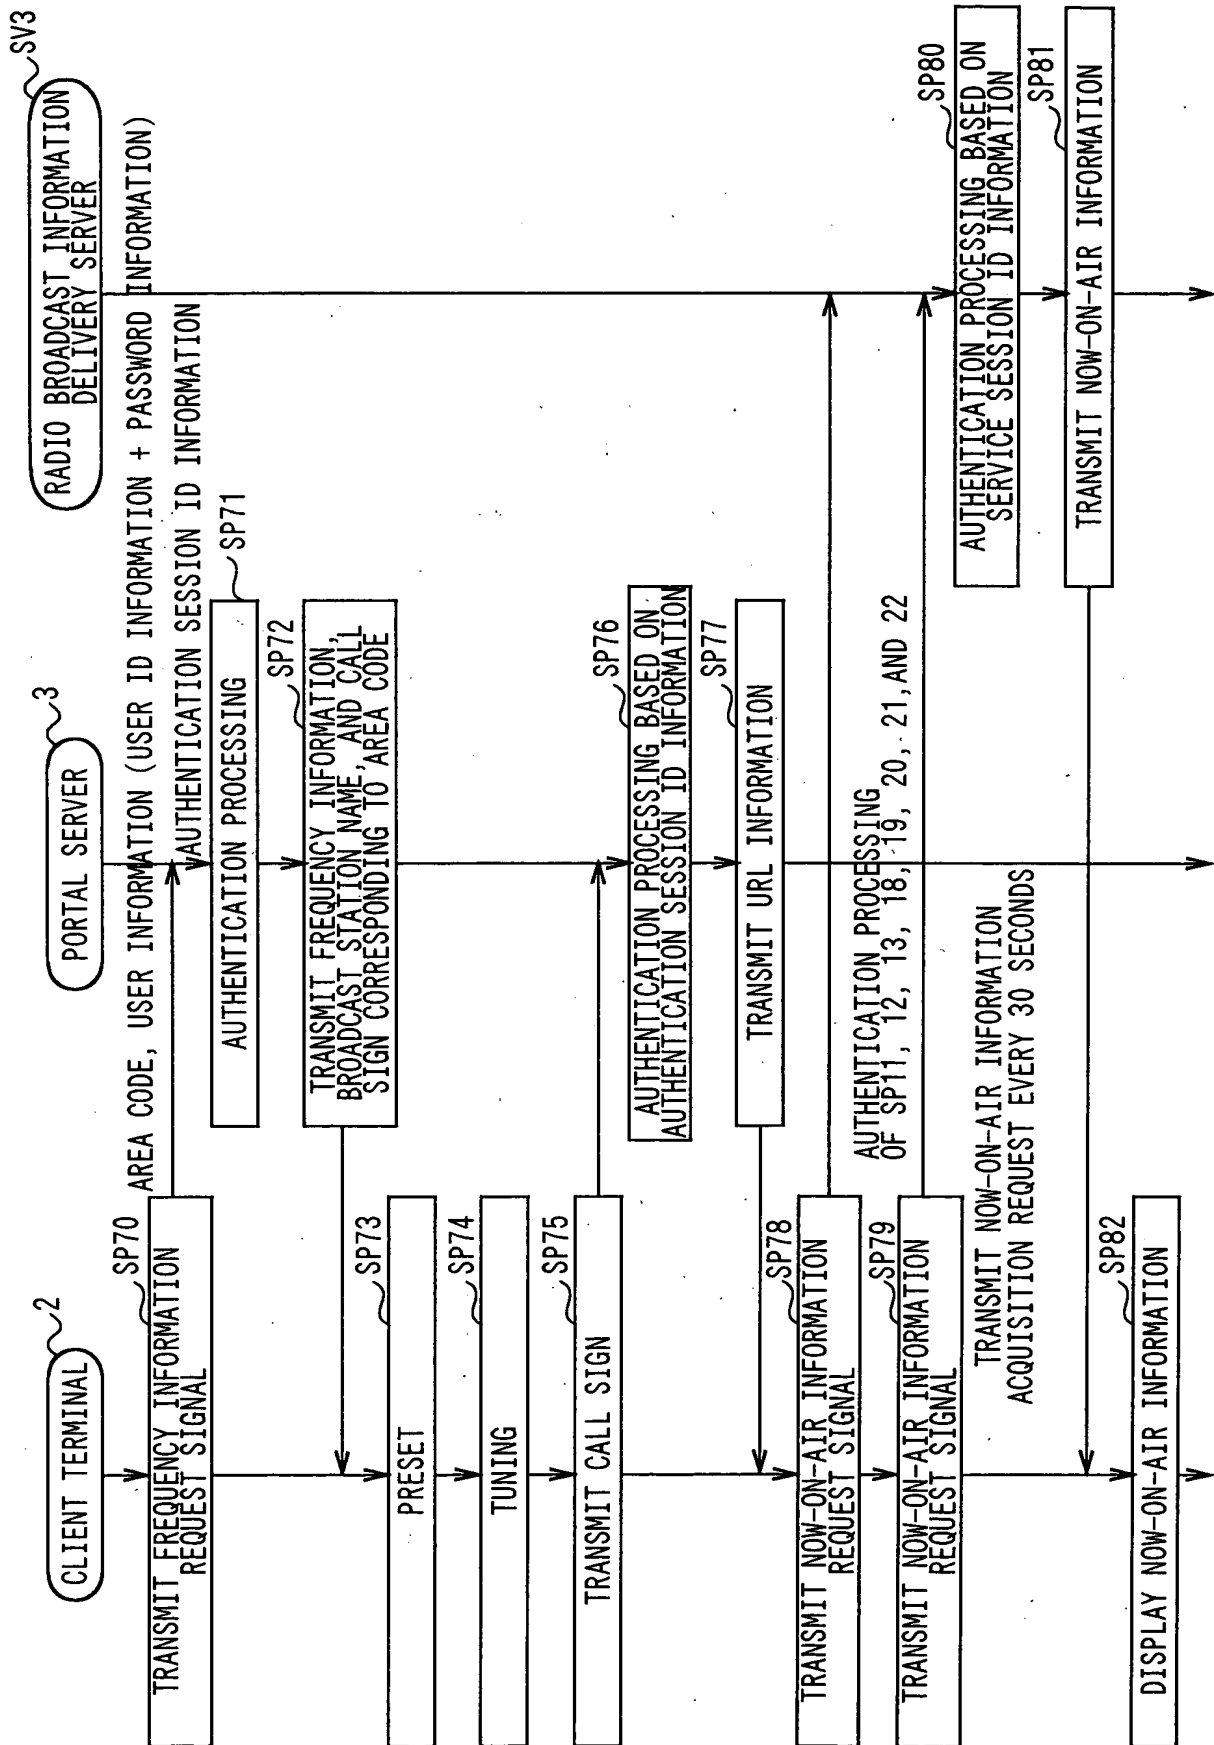 CLIENT TERMINAL
2
PORTAL SERVER
3
RADIO BROADCAST INFORMATION
DELIVERY SERVER
SV3
SP70
TRANSMIT FREQUENCY INFORMATION
REQUEST SIGNAL
AREA CODE, USER INFORMATION (USER ID INFORMATION + PASSWORD INFORMATION)
AUTHENTICATION SESSION ID INFORMATION
SP71
AUTHENTICATION PROCESSING
SP72
TRANSMIT FREQUENCY INFORMATION,
BROADCAST STATION NAME, AND CALL
SIGN CORRESPONDING TO AREA CODE
SP73
PRESET
SP74
TUNING
SP75
TRANSMIT CALL SIGN
SP76
AUTHENTICATION PROCESSING BASED ON
AUTHENTICATION SESSION ID INFORMATION
SP77
TRANSMIT URL INFORMATION
SP78
TRANSMIT NOW-ON-AIR INFORMATION
REQUEST SIGNAL
AUTHENTICATION PROCESSING
OF SP11, 12, 13, 18, 19, 20, 21, AND 22
SP79
TRANSMIT NOW-ON-AIR INFORMATION
REQUEST SIGNAL
SP80
AUTHENTICATION PROCESSING BASED ON
SERVICE SESSION ID INFORMATION
TRANSMIT NOW-ON-AIR INFORMATION
ACQUISITION REQUEST EVERY 30 SECONDS
SP81
TRANSMIT NOW-ON-AIR INFORMATION
SP82
DISPLAY NOW-ON-AIR INFORMATION